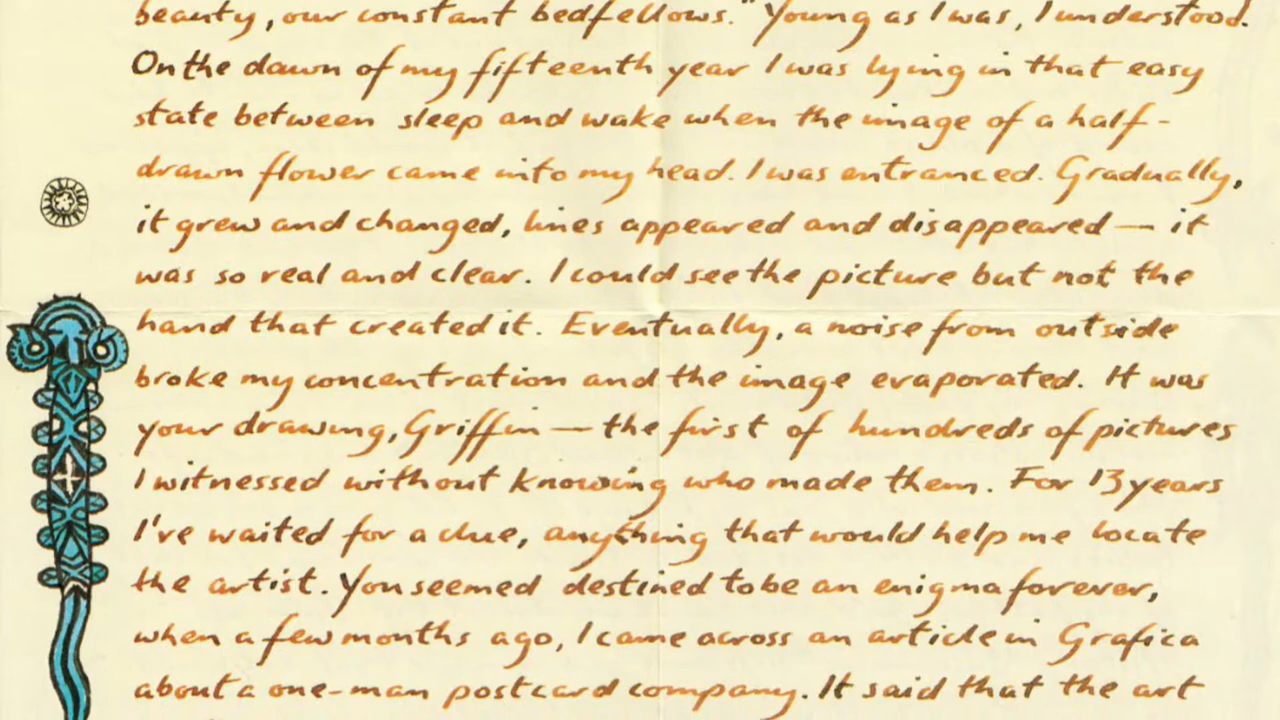 beauty, our constant bedfellows." Young as I was, I understood.
On the dawn of my fifteenth year I was lying in that easy
state between sleep and wake when the image of a half-
drawn flower came into my head. I was entranced. Gradually,
it grew and changed, lines appeared and disappeared — it
was so real and clear. I could see the picture but not the
hand that created it. Eventually, a noise from outside
broke my concentration and the image evaporated. It was
your drawing, Griffin — the first of hundreds of pictures
I witnessed without knowing who made them. For 13 years
I've waited for a clue, anything that would help me locate
the artist. You seemed destined to be an enigma forever,
when a few months ago, I came across an article in Grafica
about a one-man postcard company. It said that the art